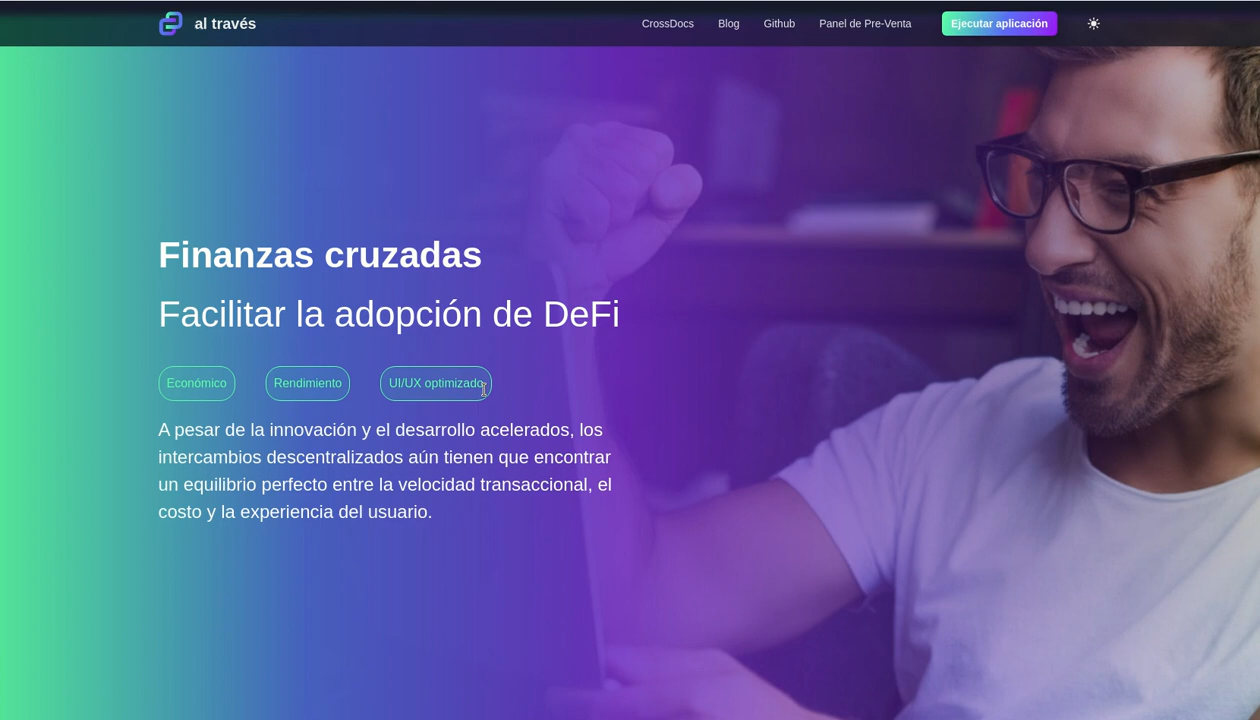 al través
CrossDocs
Blog
Github
Panel de Pre-Venta
Ejecutar aplicación
Finanzas cruzadas
Facilitar la adopción de DeFi
Económico
Rendimiento
UI/UX optimizado
A pesar de la innovación y el desarrollo acelerados, los
intercambios descentralizados aún tienen que encontrar
un equilibrio perfecto entre la velocidad transaccional, el
costo y la experiencia del usuario.